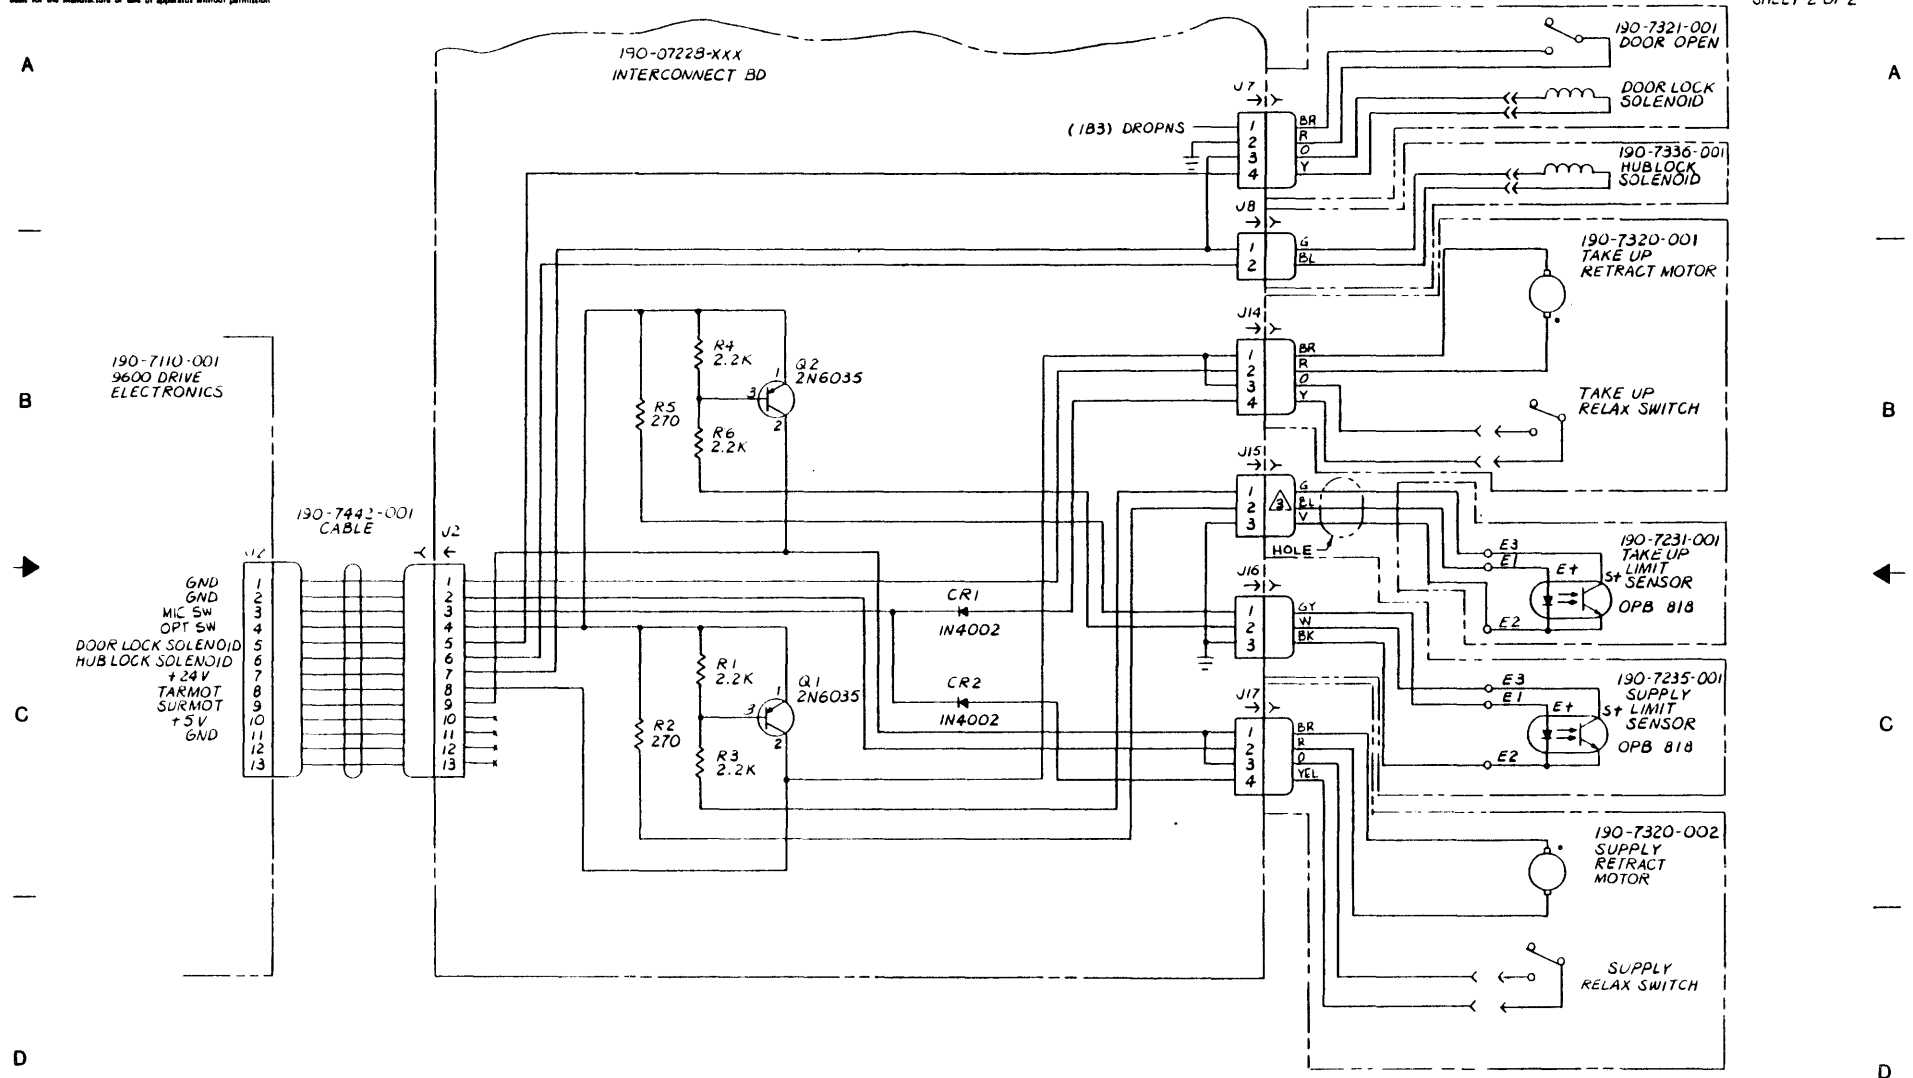 A
A
B
B
C
C
D
D
190-07228-XXX
INTERCONNECT BD
190-7110-001
9600 DRIVE
ELECTRONICS
190-7442-001
CABLE
J2
GND
GND
MIC SW
OPT SW
DOOR LOCK SOLENOID
HUB LOCK SOLENOID
+24V
TARMOT
SURMOT
+5V
GND
1
2
3
4
5
6
7
8
9
10
11
12
13
1
2
3
4
5
6
7
8
9
10
11
12
13
R4
2.2K
R5
270
R6
2.2K
Q2
2N6035
1
3
2
R1
2.2K
R2
270
R3
2.2K
Q1
2N6035
1
3
2
CR1
1N4002
CR2
1N4002
(1B3) DROPNS
J7
1
2
3
4
BR
R
O
Y
J8
1
2
G
BL
J14
1
2
3
4
BR
R
O
Y
J15
1
2
3
3
G
BL
V
HOLE
J16
1
2
3
GY
W
BK
J17
1
2
3
4
BR
R
O
YEL
190-7321-001
DOOR OPEN
DOOR LOCK
SOLENOID
190-7336-001
HUBLOCK
SOLENOID
190-7320-001
TAKE UP
RETRACT MOTOR
TAKE UP
RELAX SWITCH
190-7231-001
TAKE UP
LIMIT
SENSOR
OPB 818
E3
E1
E2
E+
S+
190-7235-001
SUPPLY
LIMIT
SENSOR
OPB 818
E3
E1
E2
E+
S+
190-7320-002
SUPPLY
RETRACT
MOTOR
SUPPLY
RELAX SWITCH